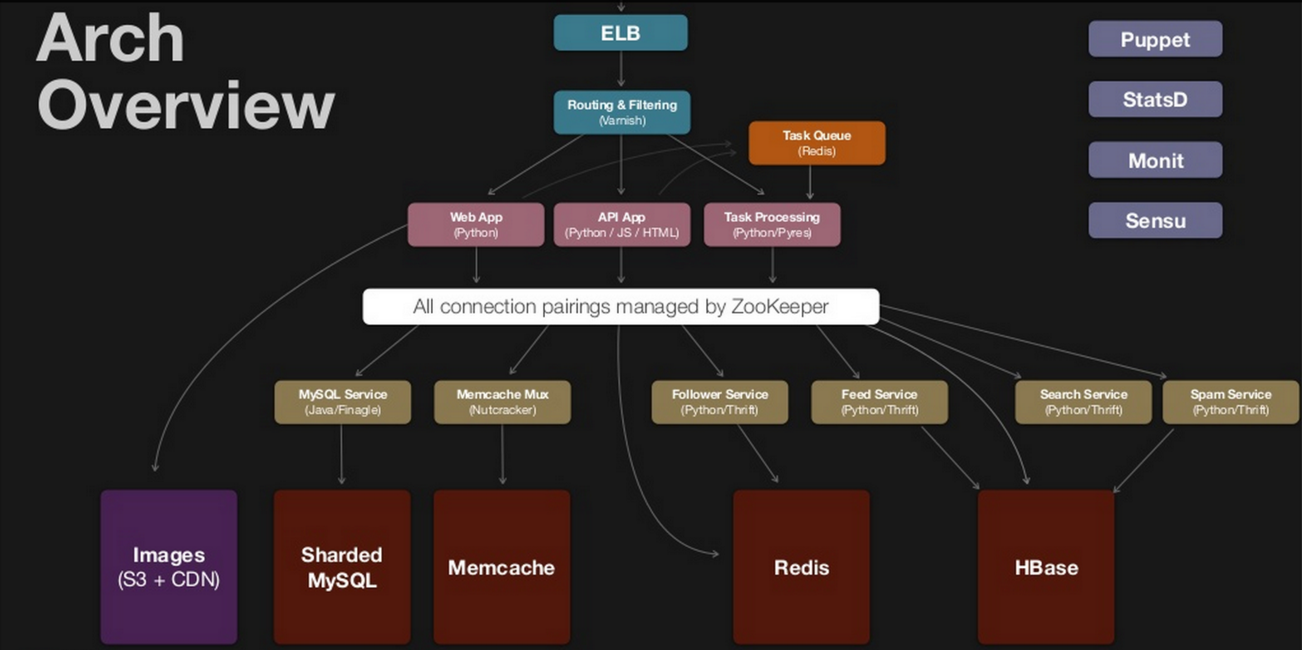 Arch
Overview
ELB
Routing & Filtering
(Varnish)
Task Queue
(Redis)
Puppet
StatsD
Monit
Sensu
Web App
(Python)
API App
(Python / JS / HTML)
Task Processing
(Python/Pyres)
All connection pairings managed by ZooKeeper
MySQL Service
(Java/Finagle)
Memcache Mux
(Nutcracker)
Follower Service
(Python/Thrift)
Feed Service
(Python/Thrift)
Search Service
(Python/Thrift)
Spam Service
(Python/Thrift)
Images
(S3 + CDN)
Sharded
MySQL
Memcache
Redis
HBase